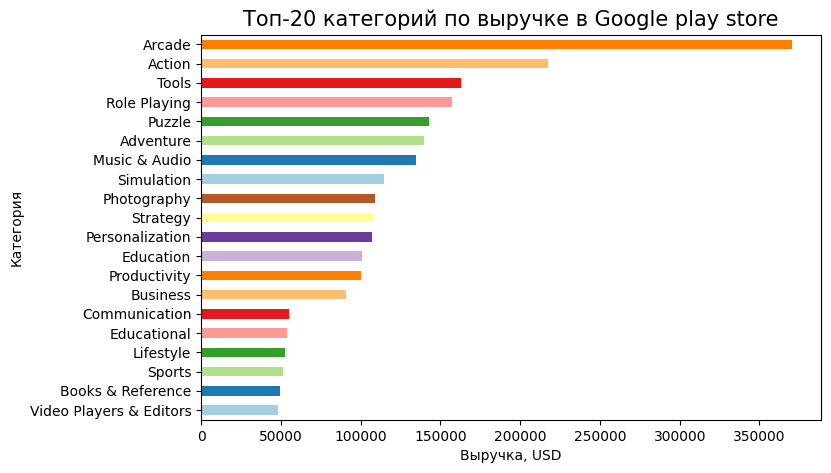 Топ-20 категорий по выручке в Google play store
Категория
Arcade
Action
Tools
Role Playing
Puzzle
Adventure
Music & Audio
Simulation
Photography
Strategy
Personalization
Education
Productivity
Business
Communication
Educational
Lifestyle
Sports
Books & Reference
Video Players & Editors
0 50000 100000 150000 200000 250000 300000 350000
Выручка, USD